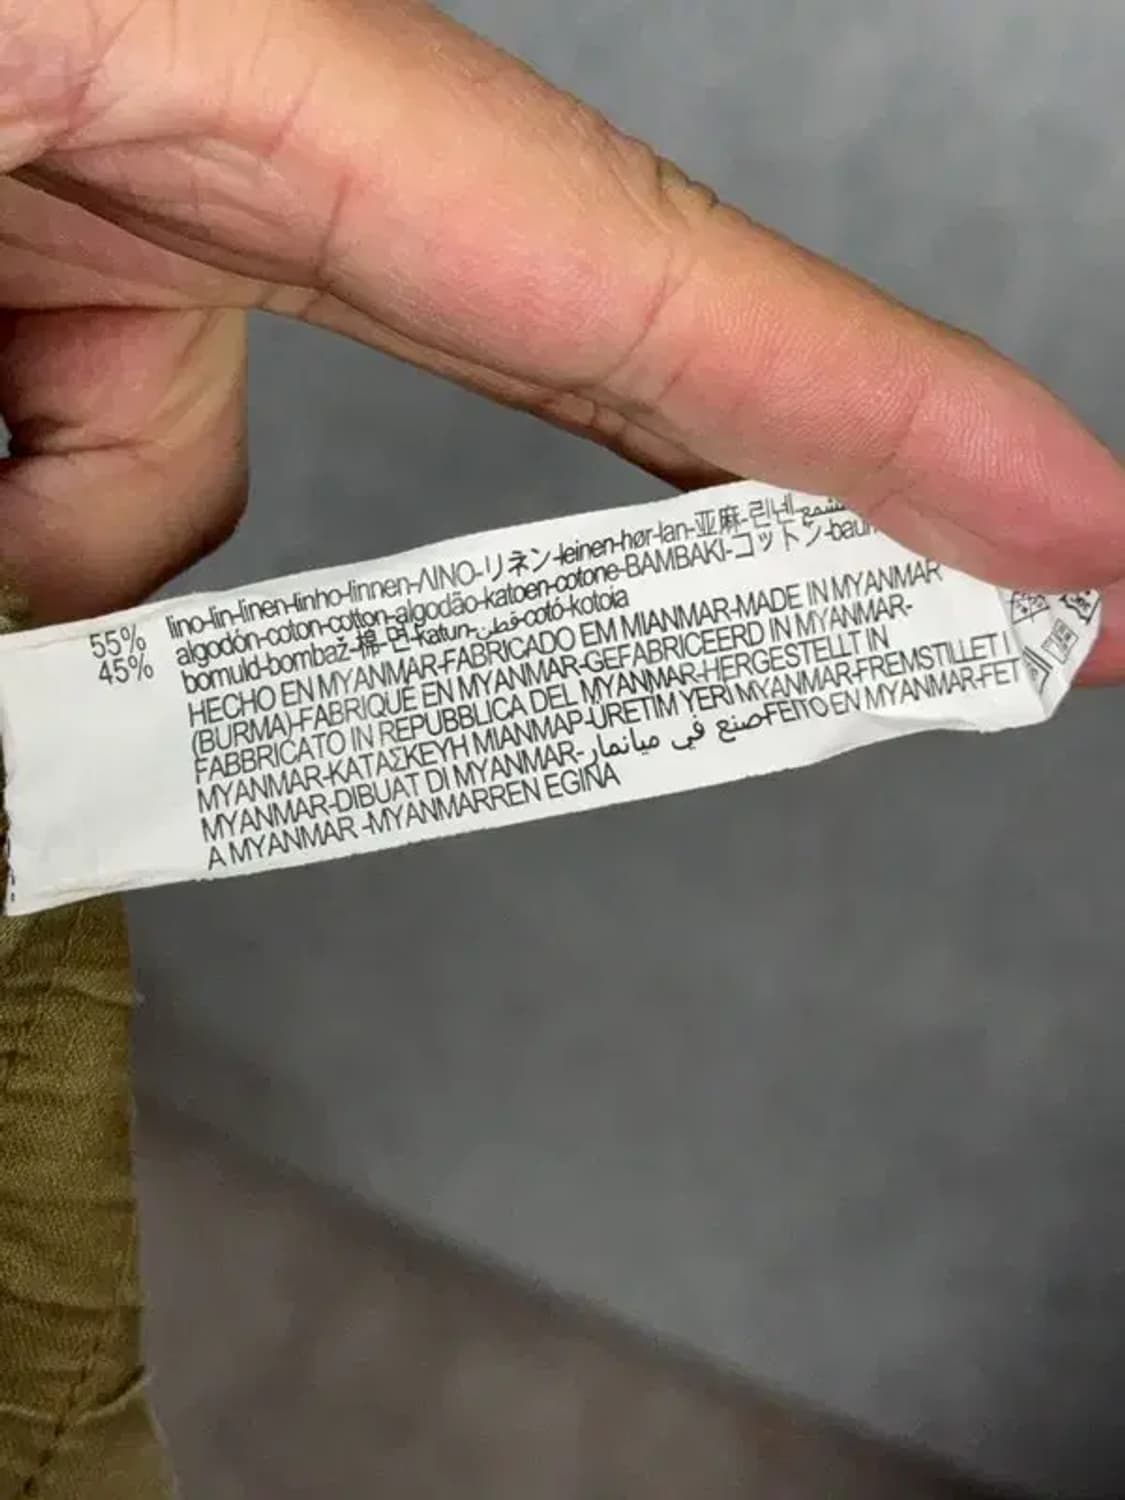 55% lino-lin-linen-linho-linnen-ΛINO-リネン-leinen-hør-lan-亚麻-린넨-
45% algodón-coton-cotton-algodão-katoen-cotone-BAMBAKI-コットン-
bomuld-bombaž-棉-면-katun-قطن-cotó-kotoia
HECHO EN MYANMAR-FABRICADO EM MIANMAR-MADE IN MYANMAR
(BURMA)-FABRIQUÉ EN MYANMAR-GEFABRICEERD IN MYANMAR-
FABBRICATO IN REPUBBLICA DEL MYANMAR-HERGESTELLT IN
MYANMAR-ΚΑΤΑΣΚΕΥΗ ΜΙΑΝΜΑΡ-ÜRETIM YERI MYANMAR-FREMSTILLET I
MYANMAR-DIBUAT DI MYANMAR-صنع في ميانمار-FEITO EN MYANMAR-FET
A MYANMAR -MYANMARREN EGINA